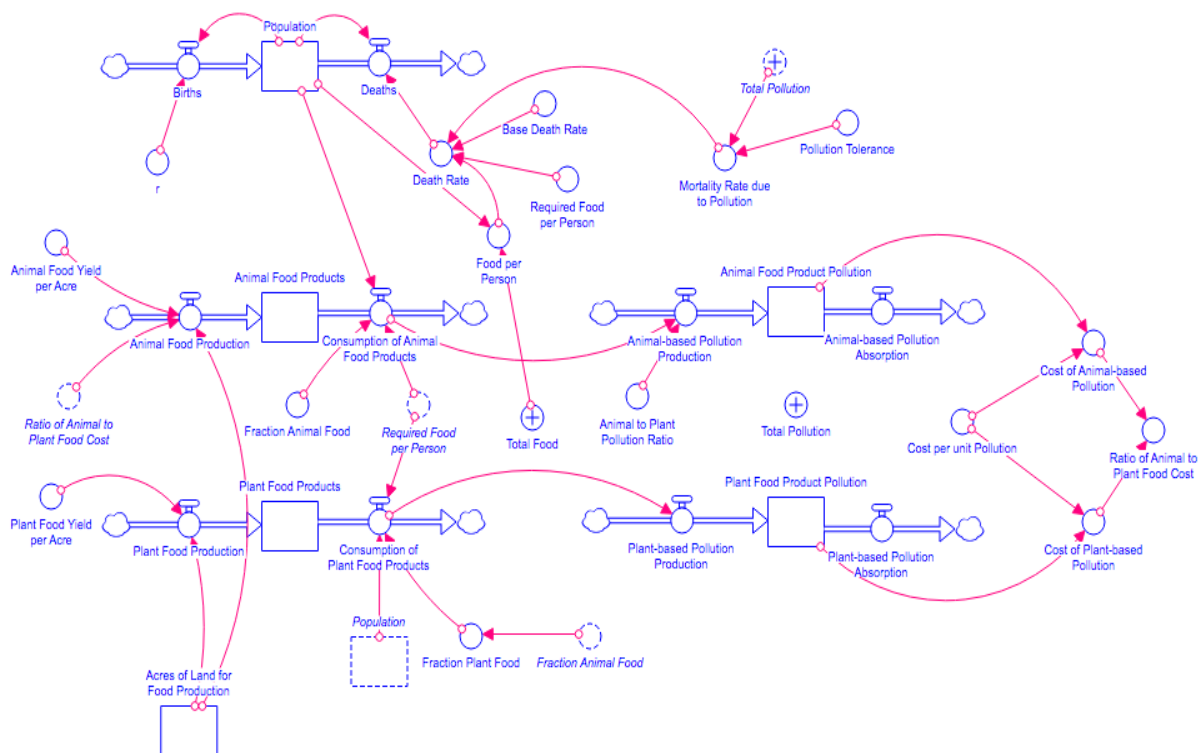 Population
Births
Deaths
Total Pollution
Base Death Rate
Pollution Tolerance
r
Death Rate
Required Food
per Person
Mortality Rate due
to Pollution
Food per
Person
Animal Food Yield
per Acre
Animal Food Products
Animal Food Product Pollution
Animal Food Production
Consumption of Animal
Food Products
Animal-based Pollution
Production
Animal-based Pollution
Absorption
Cost of Animal-based
Pollution
Ratio of Animal to
Plant Food Cost
Fraction Animal Food
Required Food
per Person
Total Food
Animal to Plant
Pollution Ratio
Total Pollution
Cost per unit Pollution
Ratio of Animal to
Plant Food Cost
Plant Food Products
Plant Food Product Pollution
Plant Food Yield
per Acre
Plant Food Production
Consumption of
Plant Food Products
Plant-based Pollution
Production
Plant-based Pollution
Absorption
Cost of Plant-based
Pollution
Population
Fraction Plant Food
Fraction Animal Food
Acres of Land for
Food Production